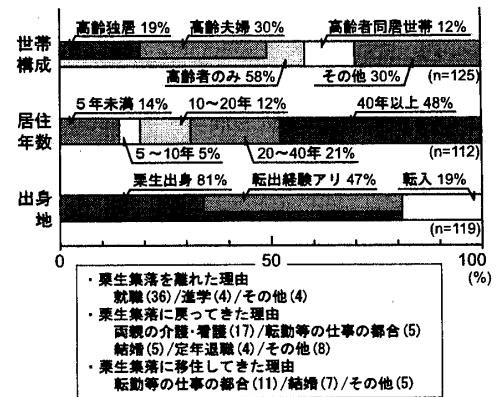 高齢独居 19% 高齢夫婦 30% 高齢者同居世帯 12%
世帯構成
高齢者のみ 58% その他 30%
(n=125)
5年未満 14% 10～20年 12% 40年以上 48%
居住年数
5～10年 5% 20～40年 21%
(n=112)
粟生出身 81% 転出経験アリ 47% 転入 19%
出身地
(n=119)
0 50 100
(%)
・粟生集落を離れた理由
就職(36)/進学(4)/その他(4)
・粟生集落に戻ってきた理由
両親の介護・看護(17)/転勤等の仕事の都合(5)
結婚(5)/定年退職(4)/その他(8)
・粟生集落に移住してきた理由
転勤等の仕事の都合(11)/結婚(7)/その他(5)